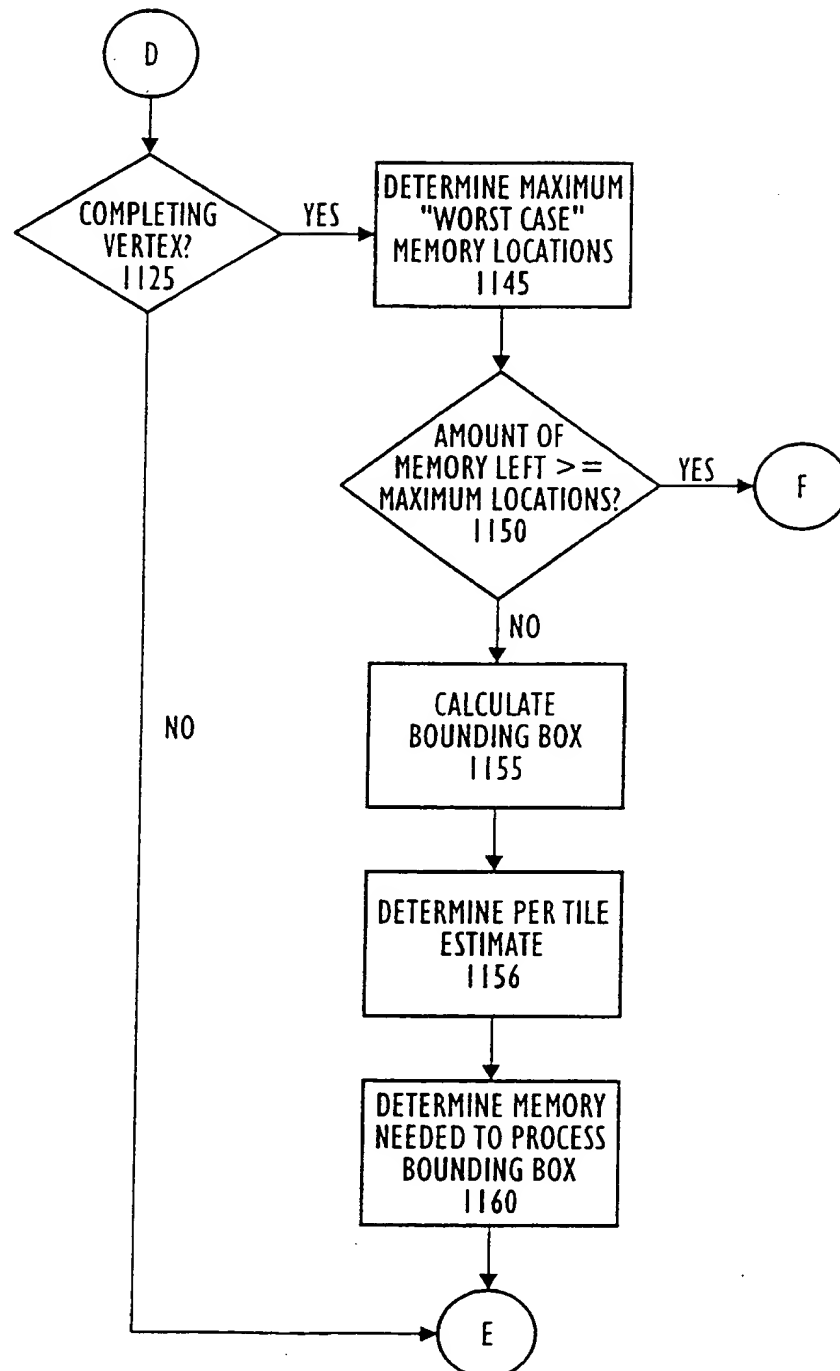 D
COMPLETING
VERTEX?
1125
YES
DETERMINE MAXIMUM
"WORST CASE"
MEMORY LOCATIONS
1145
AMOUNT OF
MEMORY LEFT >=
MAXIMUM LOCATIONS?
1150
YES
F
NO
CALCULATE
BOUNDING BOX
1155
NO
DETERMINE PER TILE
ESTIMATE
1156
DETERMINE MEMORY
NEEDED TO PROCESS
BOUNDING BOX
1160
E